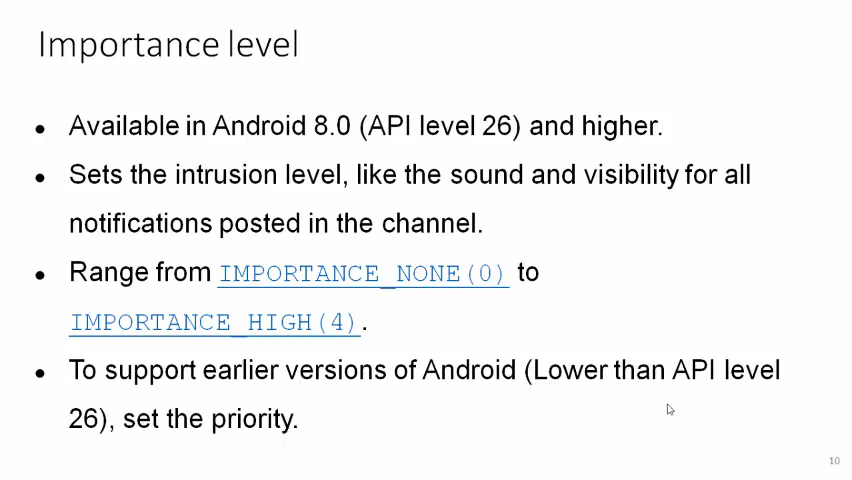 Importance level
● Available in Android 8.0 (API level 26) and higher.
● Sets the intrusion level, like the sound and visibility for all
notifications posted in the channel.
● Range from IMPORTANCE_NONE(0) to
IMPORTANCE_HIGH(4).
● To support earlier versions of Android (Lower than API level
26), set the priority.
10